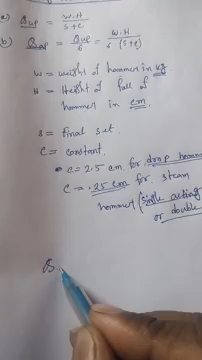 (a) Qup = W.H / S+c
(b) Qap = Qup / 6 = W.H / 6 (S+c)
W = weight of hammer in kg
H = Height of fall of
hammer in cm.
S = final set.
C = constant.
• c = 2.5 cm for drop hammer
C = .25 cm for steam
hammer (single acting
or double
Q